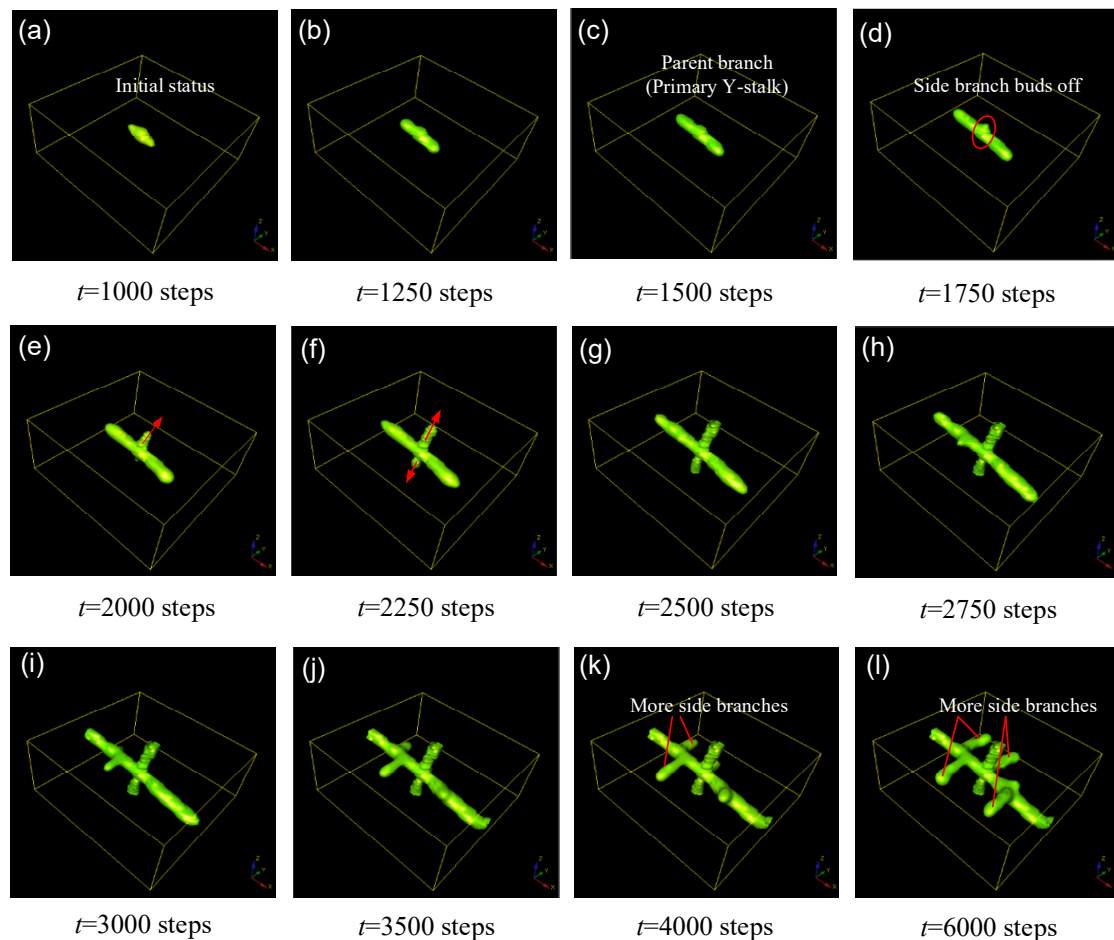 (a)
Initial status
Z
Y
X
(b)
Z
Y
X
(c)
Parent branch
(Primary Y-stalk)
Z
Y
X
(d)
Side branch buds off
Z
Y
X
t=1000 steps
t=1250 steps
t=1500 steps
t=1750 steps
(e)
Z
Y
X
(f)
Z
Y
X
(g)
Z
Y
X
(h)
Z
Y
X
t=2000 steps
t=2250 steps
t=2500 steps
t=2750 steps
(i)
Z
Y
X
(j)
Z
Y
X
(k)
More side branches
Z
Y
X
(l)
More side branches
Z
Y
X
t=3000 steps
t=3500 steps
t=4000 steps
t=6000 steps